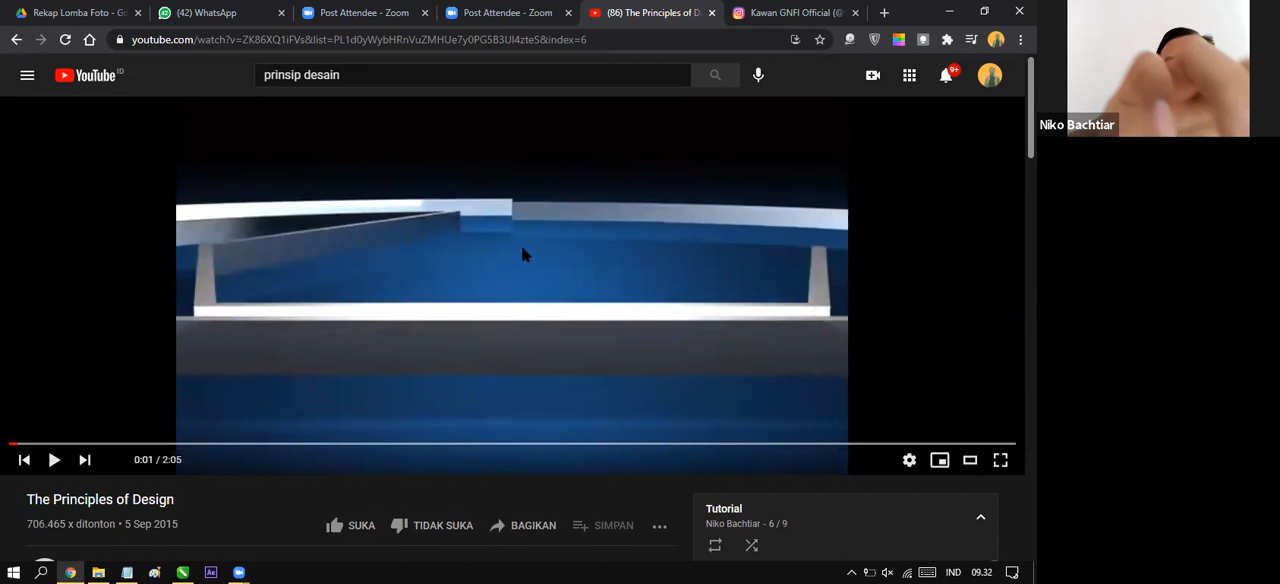 Rekap Lomba Foto - Go
(42) WhatsApp
Post Attendee - Zoom
Post Attendee - Zoom
(86) The Principles of D
Kawan GNFI Official (@
youtube.com/watch?v=ZK86XQ1iFVs&list=PL1d0yWybHRnVuZMHUe7y0PG5B3UI4zteS&index=6
YouTube ID
prinsip desain
9+
Niko Bachtiar
0:01 / 2:05
The Principles of Design
706.465 x ditonton • 5 Sep 2015
SUKA
TIDAK SUKA
BAGIKAN
SIMPAN
Tutorial
Niko Bachtiar - 6 / 9
Ae
IND
09.32